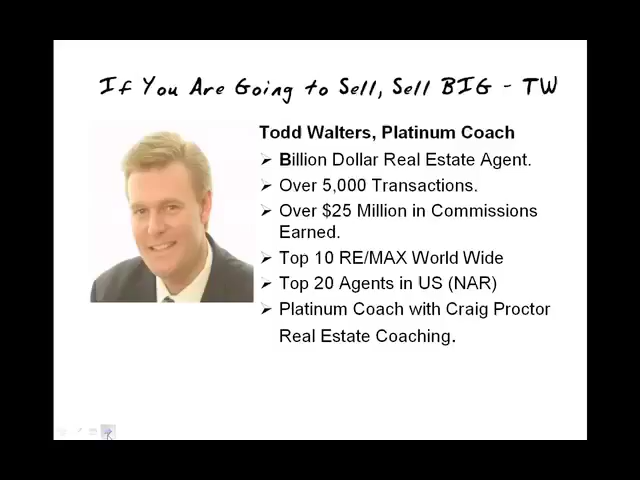 If You Are Going to Sell, Sell BIG - TW
Todd Walters, Platinum Coach
➢ Billion Dollar Real Estate Agent.
➢ Over 5,000 Transactions.
➢ Over $25 Million in Commissions
Earned.
➢ Top 10 RE/MAX World Wide
➢ Top 20 Agents in US (NAR)
➢ Platinum Coach with Craig Proctor
Real Estate Coaching.